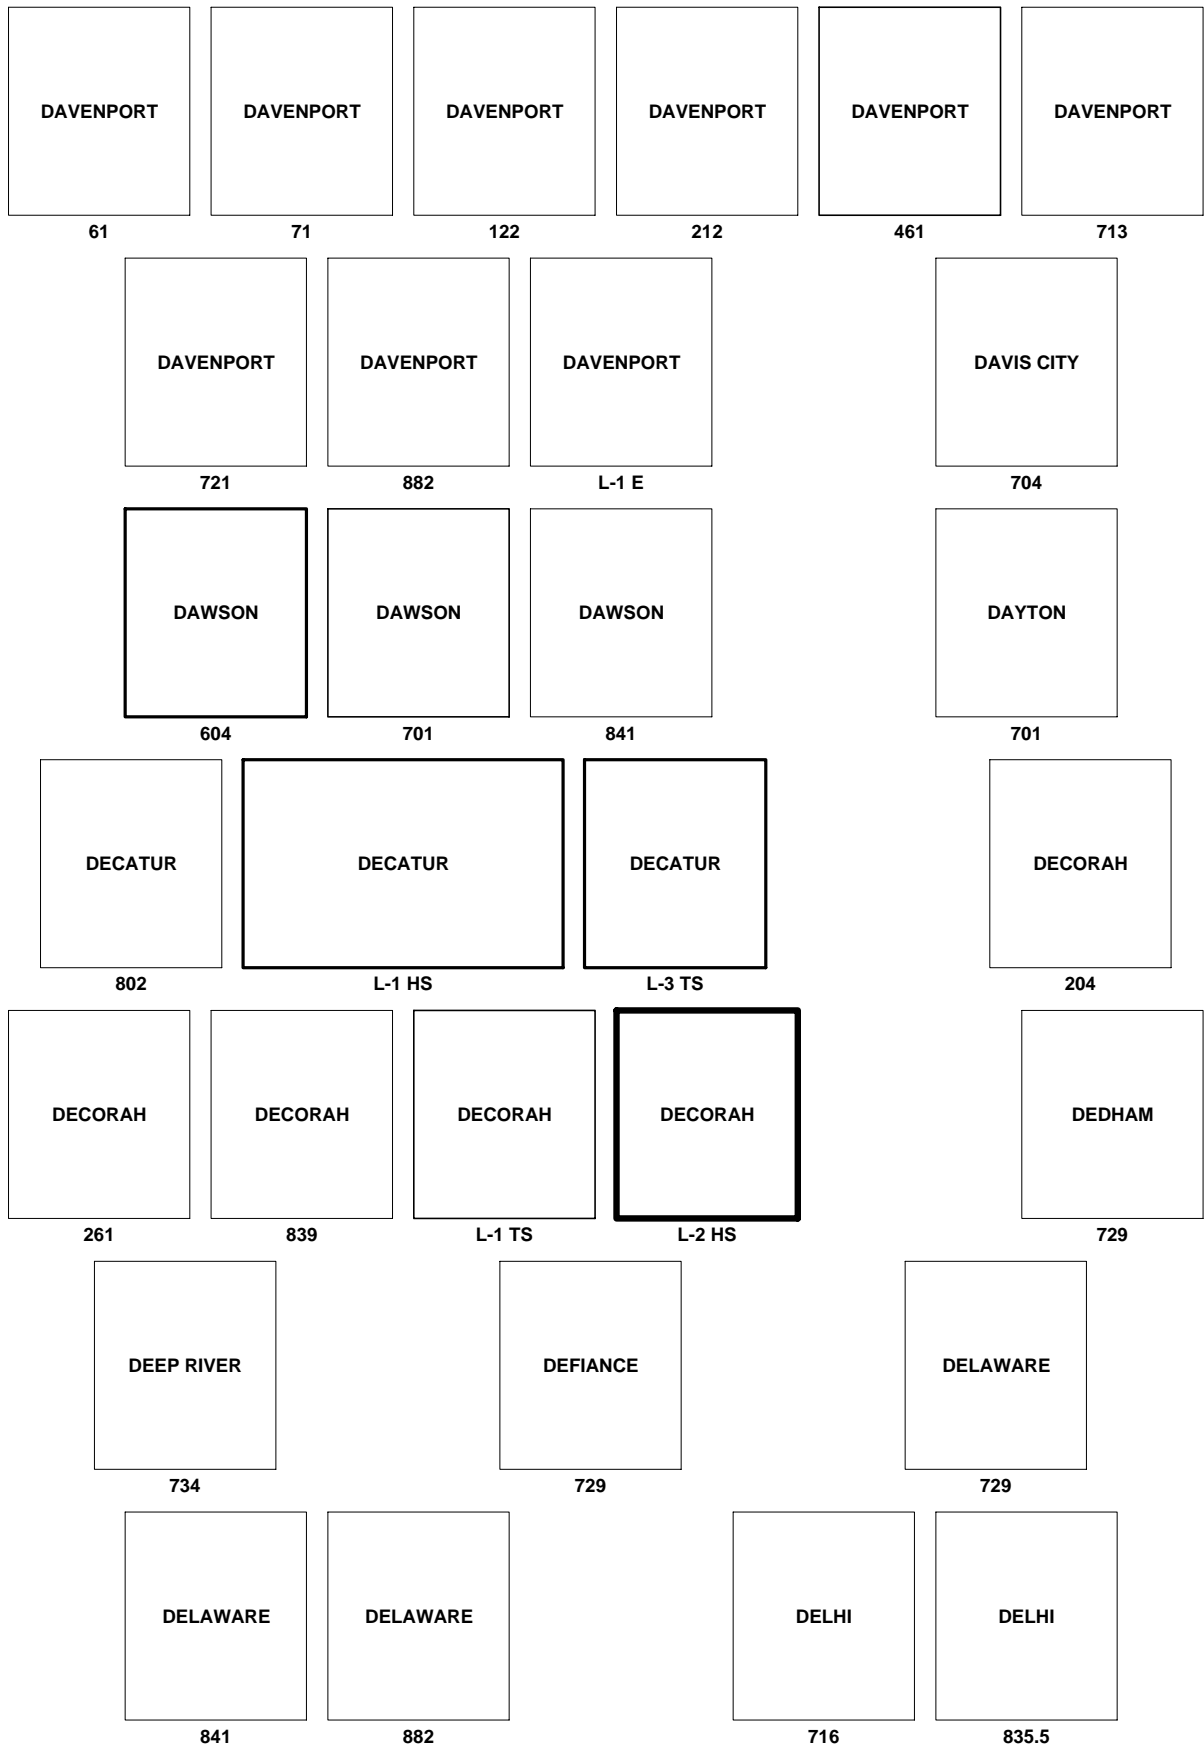 DAVENPORT DAVENPORT DAVENPORT DAVENPORT DAVENPORT DAVENPORT
61 71 122 212 461 713
DAVENPORT DAVENPORT DAVENPORT DAVIS CITY
721 882 L-1 E 704
DAWSON DAWSON DAWSON DAYTON
604 701 841 701
DECATUR DECATUR DECATUR DECORAH
802 L-1 HS L-3 TS 204
DECORAH DECORAH DECORAH DECORAH DEDHAM
261 839 L-1 TS L-2 HS 729
DEEP RIVER DEFIANCE DELAWARE
734 729 729
DELAWARE DELAWARE DELHI DELHI
841 882 716 835.5